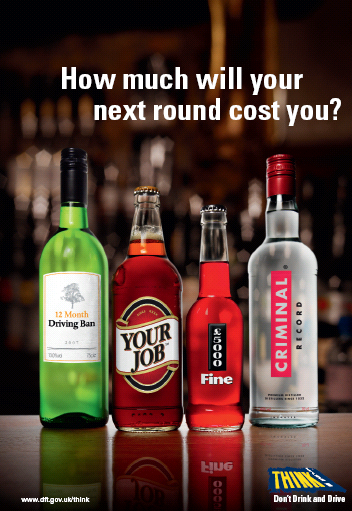 How much will your
next round cost you?
12 Month
Driving Ban
YOUR
JOB
£5000
Fine
CRIMINAL
RECORD
www.dft.gov.uk/think
THINK!
Don't Drink and Drive